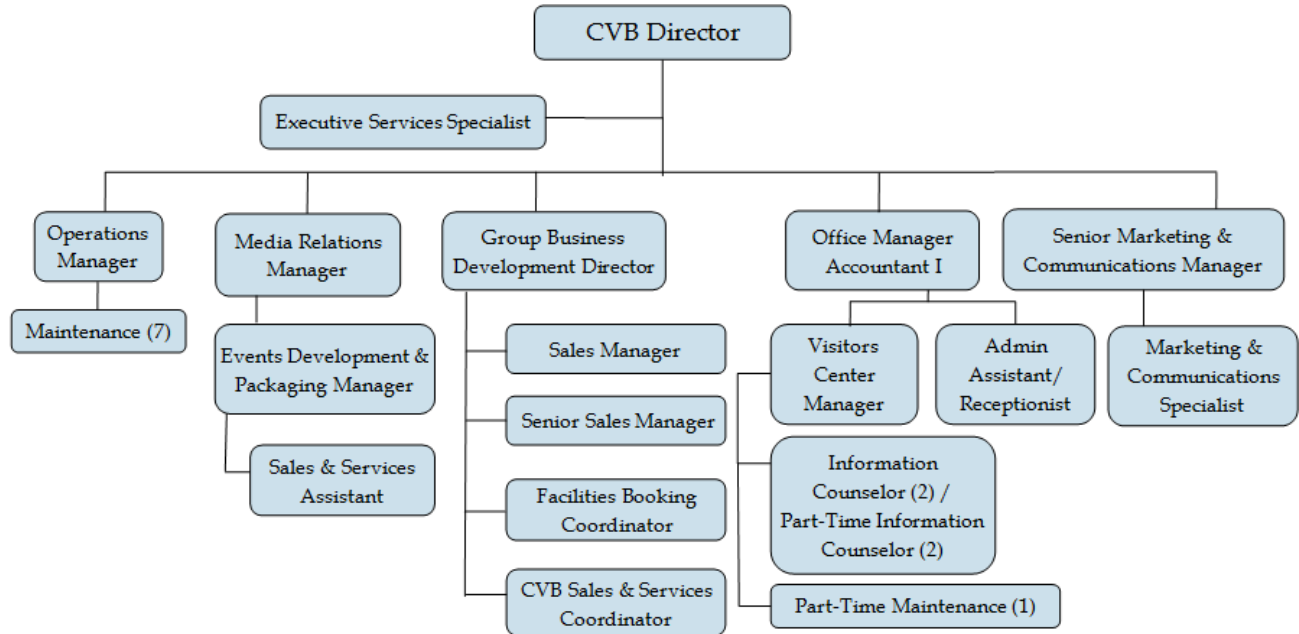 CVB Director
Executive Services Specialist
Operations
Manager
Media Relations
Manager
Group Business
Development Director
Office Manager
Accountant I
Senior Marketing &
Communications Manager
Maintenance (7)
Events Development &
Packaging Manager
Sales & Services
Assistant
Sales Manager
Senior Sales Manager
Facilities Booking
Coordinator
CVB Sales & Services
Coordinator
Visitors
Center
Manager
Admin
Assistant/
Receptionist
Information
Counselor (2) /
Part-Time Information
Counselor (2)
Part-Time Maintenance (1)
Marketing &
Communications
Specialist